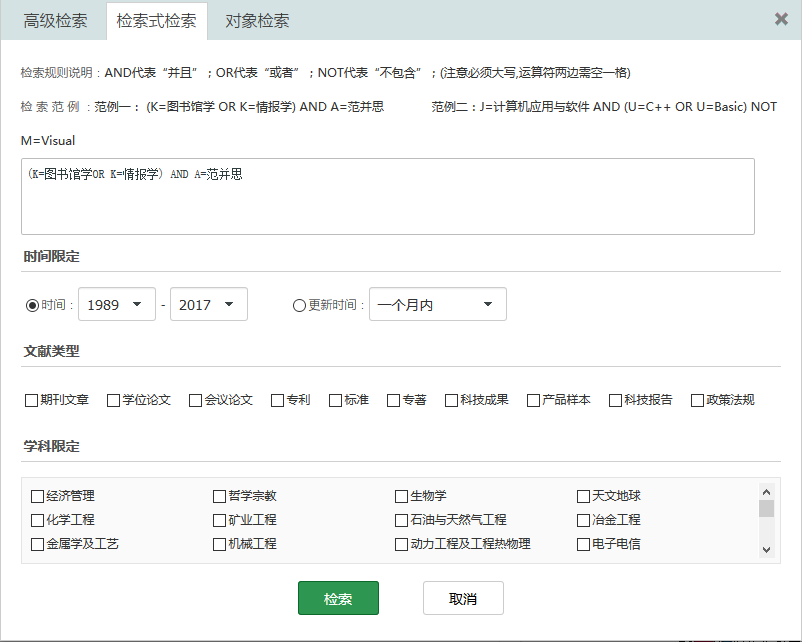 高级检索 检索式检索 对象检索
检索规则说明：AND代表“并且”；OR代表“或者”；NOT代表“不包含”；(注意必须大写,运算符两边需空一格)
检 索 范 例 ：范例一： (K=图书馆学 OR K=情报学) AND A=范并思 范例二：J=计算机应用与软件 AND (U=C++ OR U=Basic) NOT
M=Visual
(K=图书馆学OR K=情报学) AND A=范并思
时间限定
时间： 1989 - 2017 更新时间： 一个月内
文献类型
期刊文章 学位论文 会议论文 专利 标准 专著 科技成果 产品样本 科技报告 政策法规
学科限定
经济管理 哲学宗教 生物学 天文地球
化学工程 矿业工程 石油与天然气工程 冶金工程
金属学及工艺 机械工程 动力工程及工程热物理 电子电信
检索 取消